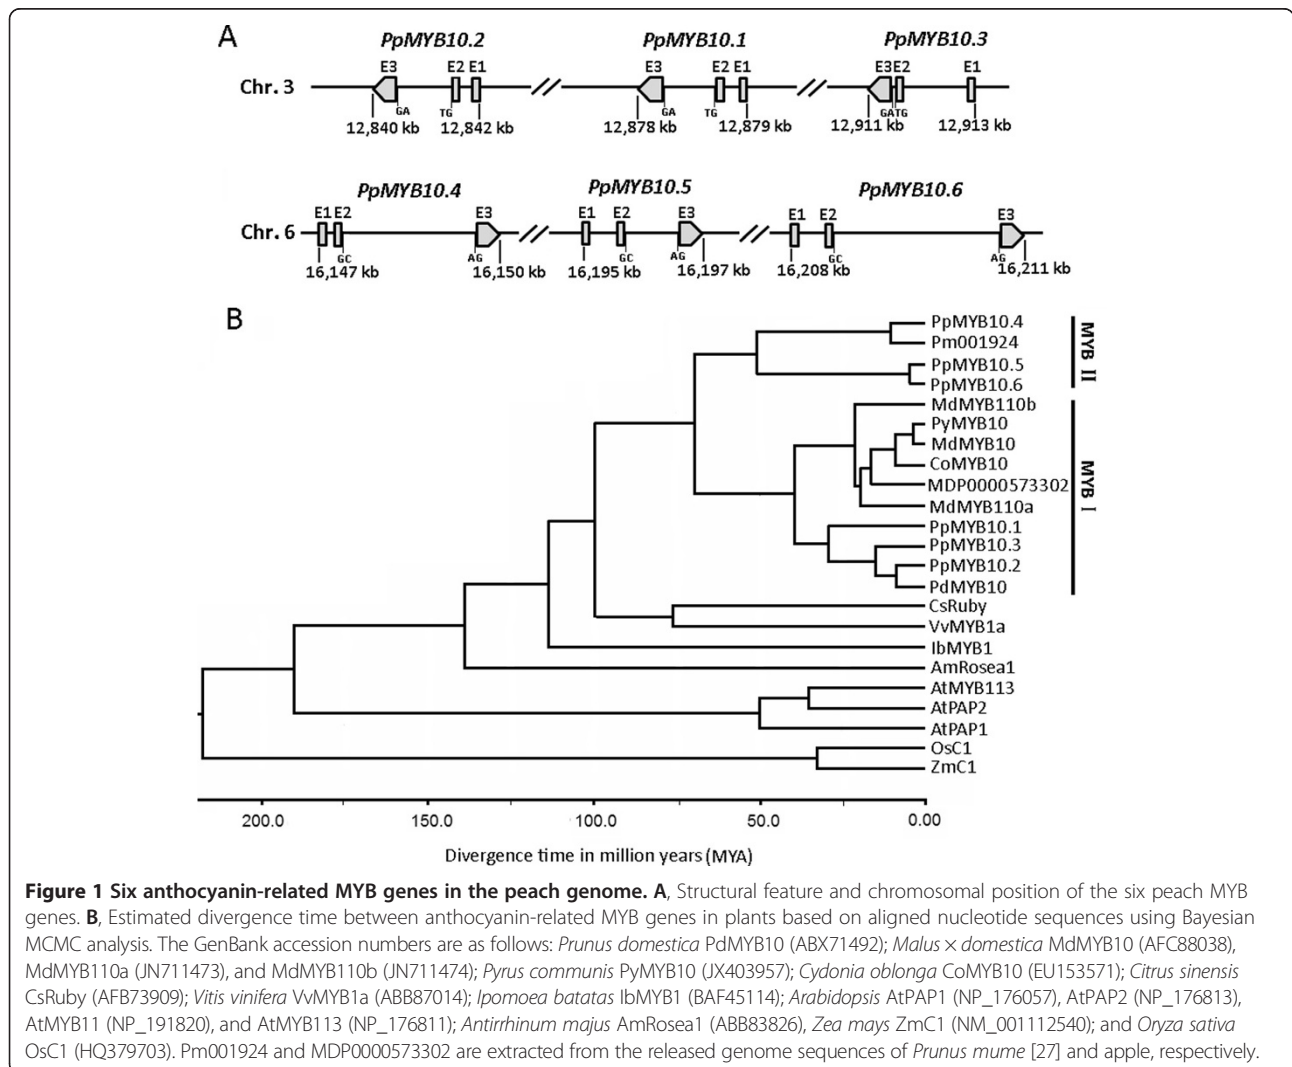 A
PpMYB10.2 PpMYB10.1 PpMYB10.3
E3 E2 E1 E3 E2 E1 E3 E2 E1
Chr. 3
GA TG GA TG GA TG
12,840 kb 12,842 kb 12,878 kb 12,879 kb 12,911 kb 12,913 kb
PpMYB10.4 PpMYB10.5 PpMYB10.6
E1 E2 E3 E1 E2 E3 E1 E2 E3
Chr. 6
GC AG GC AG GC AG
16,147 kb 16,150 kb 16,195 kb 16,197 kb 16,208 kb 16,211 kb
B
PpMYB10.4
Pm001924
PpMYB10.5
PpMYB10.6
MYB II
MdMYB110b
PyMYB10
MdMYB10
CoMYB10
MDP0000573302
MdMYB110a
PpMYB10.1
PpMYB10.3
PpMYB10.2
PdMYB10
MYB I
CsRuby
VvMYB1a
IbMYB1
AmRosea1
AtMYB113
AtPAP2
AtPAP1
OsC1
ZmC1
200.0 150.0 100.0 50.0 0.00
Divergence time in million years (MYA)
Figure 1 Six anthocyanin-related MYB genes in the peach genome. A, Structural feature and chromosomal position of the six peach MYB
genes. B, Estimated divergence time between anthocyanin-related MYB genes in plants based on aligned nucleotide sequences using Bayesian
MCMC analysis. The GenBank accession numbers are as follows: Prunus domestica PdMYB10 (ABX71492); Malus × domestica MdMYB10 (AFC88038),
MdMYB110a (JN711473), and MdMYB110b (JN711474); Pyrus communis PyMYB10 (JX403957); Cydonia oblonga CoMYB10 (EU153571); Citrus sinensis
CsRuby (AFB73909); Vitis vinifera VvMYB1a (ABB87014); Ipomoea batatas IbMYB1 (BAF45114); Arabidopsis AtPAP1 (NP_176057), AtPAP2 (NP_176813),
AtMYB11 (NP_191820), and AtMYB113 (NP_176811); Antirrhinum majus AmRosea1 (ABB83826), Zea mays ZmC1 (NM_001112540); and Oryza sativa
OsC1 (HQ379703). Pm001924 and MDP0000573302 are extracted from the released genome sequences of Prunus mume [27] and apple, respectively.